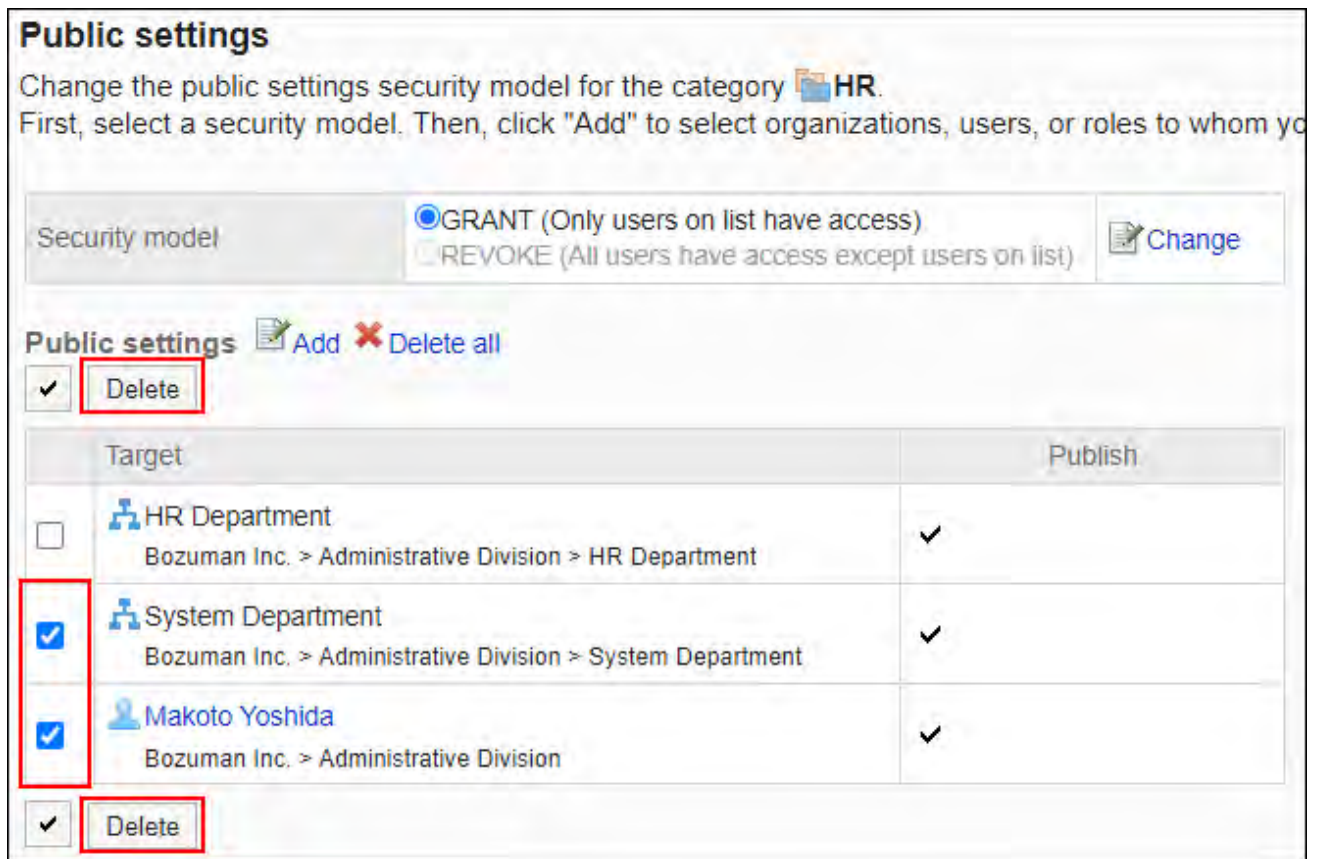 Public settings
Change the public settings security model for the category HR.
First, select a security model. Then, click "Add" to select organizations, users, or roles to whom yo
Security model
GRANT (Only users on list have access)
REVOKE (All users have access except users on list)
Change
Public settings Add Delete all
Delete
Target Publish
HR Department
Bozuman Inc. > Administrative Division > HR Department
System Department
Bozuman Inc. > Administrative Division > System Department
Makoto Yoshida
Bozuman Inc. > Administrative Division
Delete